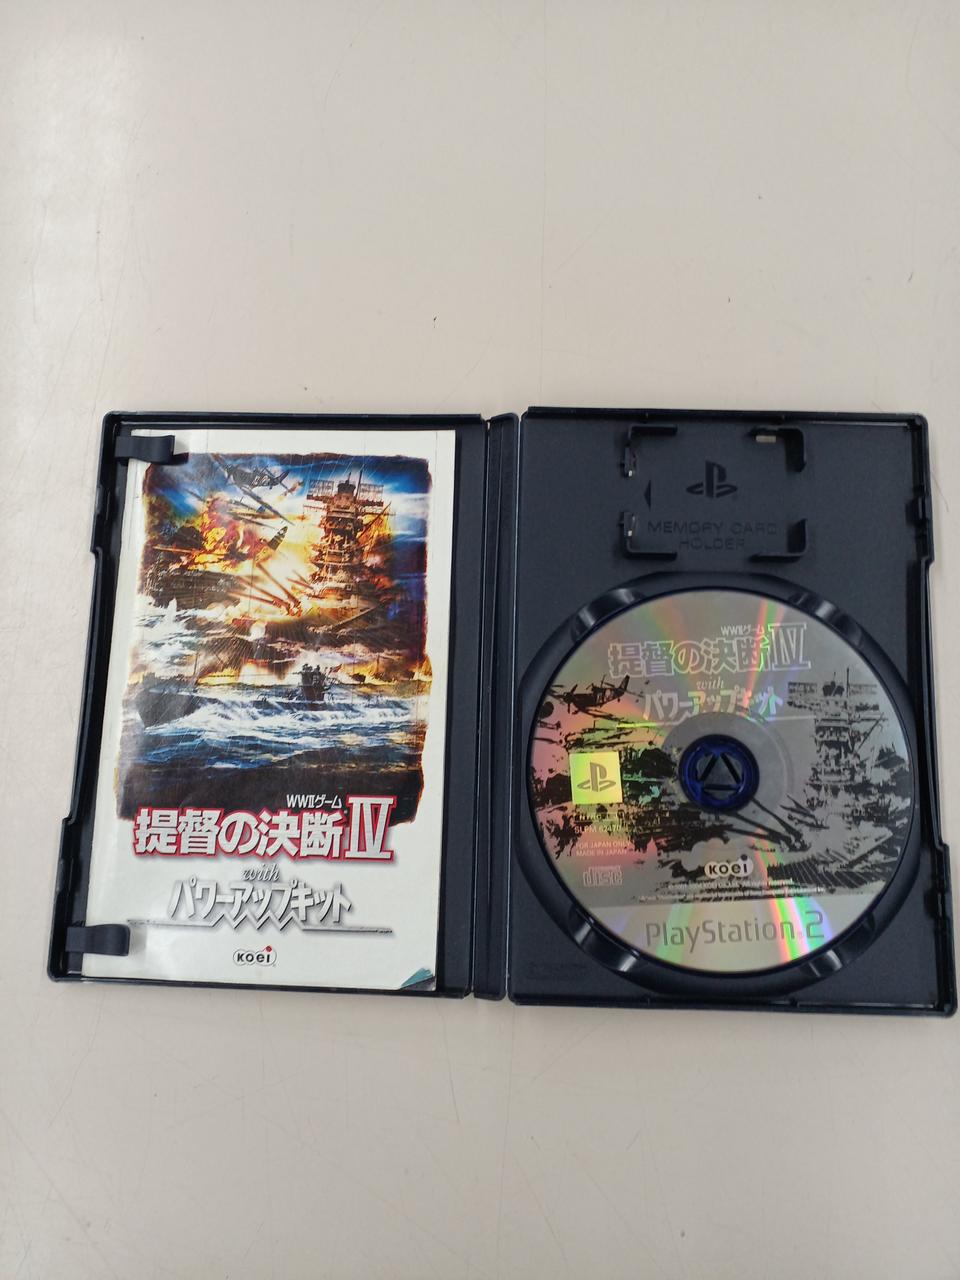 WWIIゲーム
提督の決断IV
with
パワーアップキット
KOEI
MEMORY CARD
HOLDER
WWIIゲーム
提督の決断IV
with
パワーアップキット
FOR JAPAN ONLY
MADE IN JAPAN
disc
KOEI
PlayStation 2